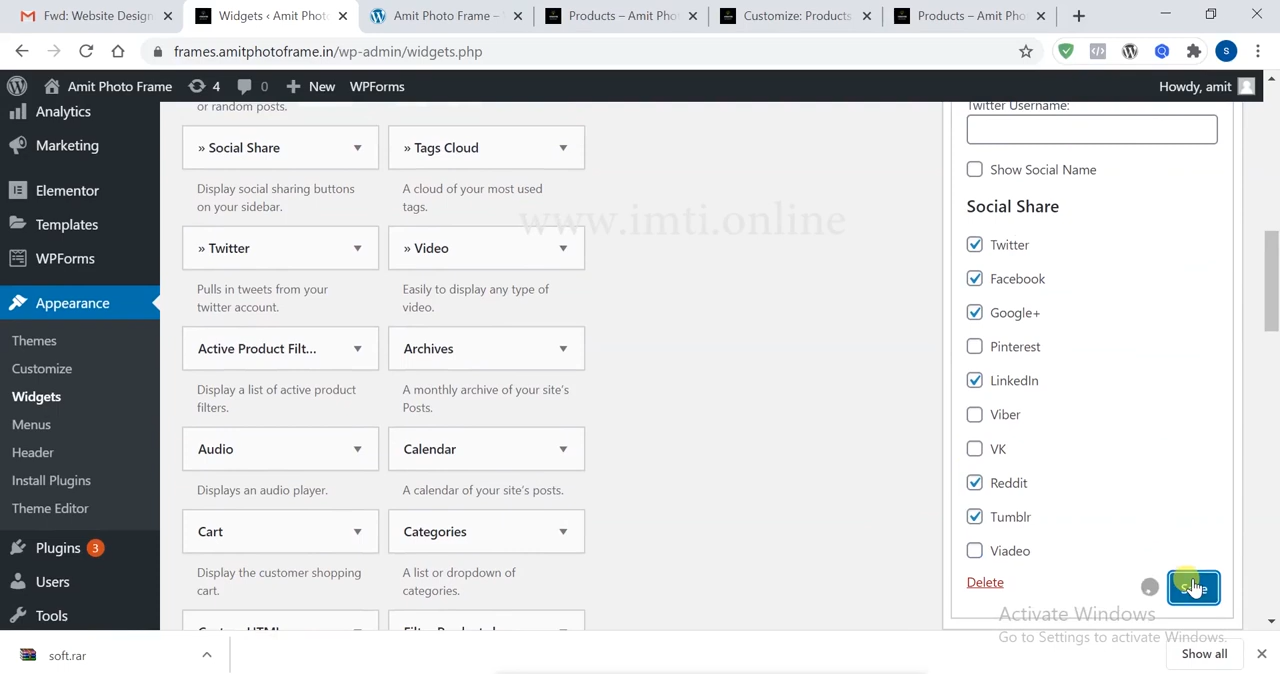 Fwd: Website Design
Widgets ‹ Amit Photo
Amit Photo Frame –
Products – Amit Pho
Customize: Products
Products – Amit Pho
frames.amitphotoframe.in/wp-admin/widgets.php
S
Amit Photo Frame
4
0
New
WPForms
Howdy, amit
Analytics
Marketing
Elementor
Templates
WPForms
Appearance
Themes
Customize
Widgets
Menus
Header
Install Plugins
Theme Editor
Plugins 3
Users
Tools
or random posts.
» Social Share
» Tags Cloud
Display social sharing buttons
on your sidebar.
A cloud of your most used
tags.
» Twitter
» Video
Pulls in tweets from your
twitter account.
Easily to display any type of
video.
Active Product Filt...
Archives
Display a list of active product
filters.
A monthly archive of your site's
Posts.
Audio
Calendar
Displays an audio player.
A calendar of your site's posts.
Cart
Categories
Display the customer shopping
cart.
A list or dropdown of
categories.
www.imti.online
Twitter Username:
Show Social Name
Social Share
Twitter
Facebook
Google+
Pinterest
LinkedIn
Viber
VK
Reddit
Tumblr
Viadeo
Delete
Activate Windows
Go to Settings to activate Windows.
soft.rar
Show all